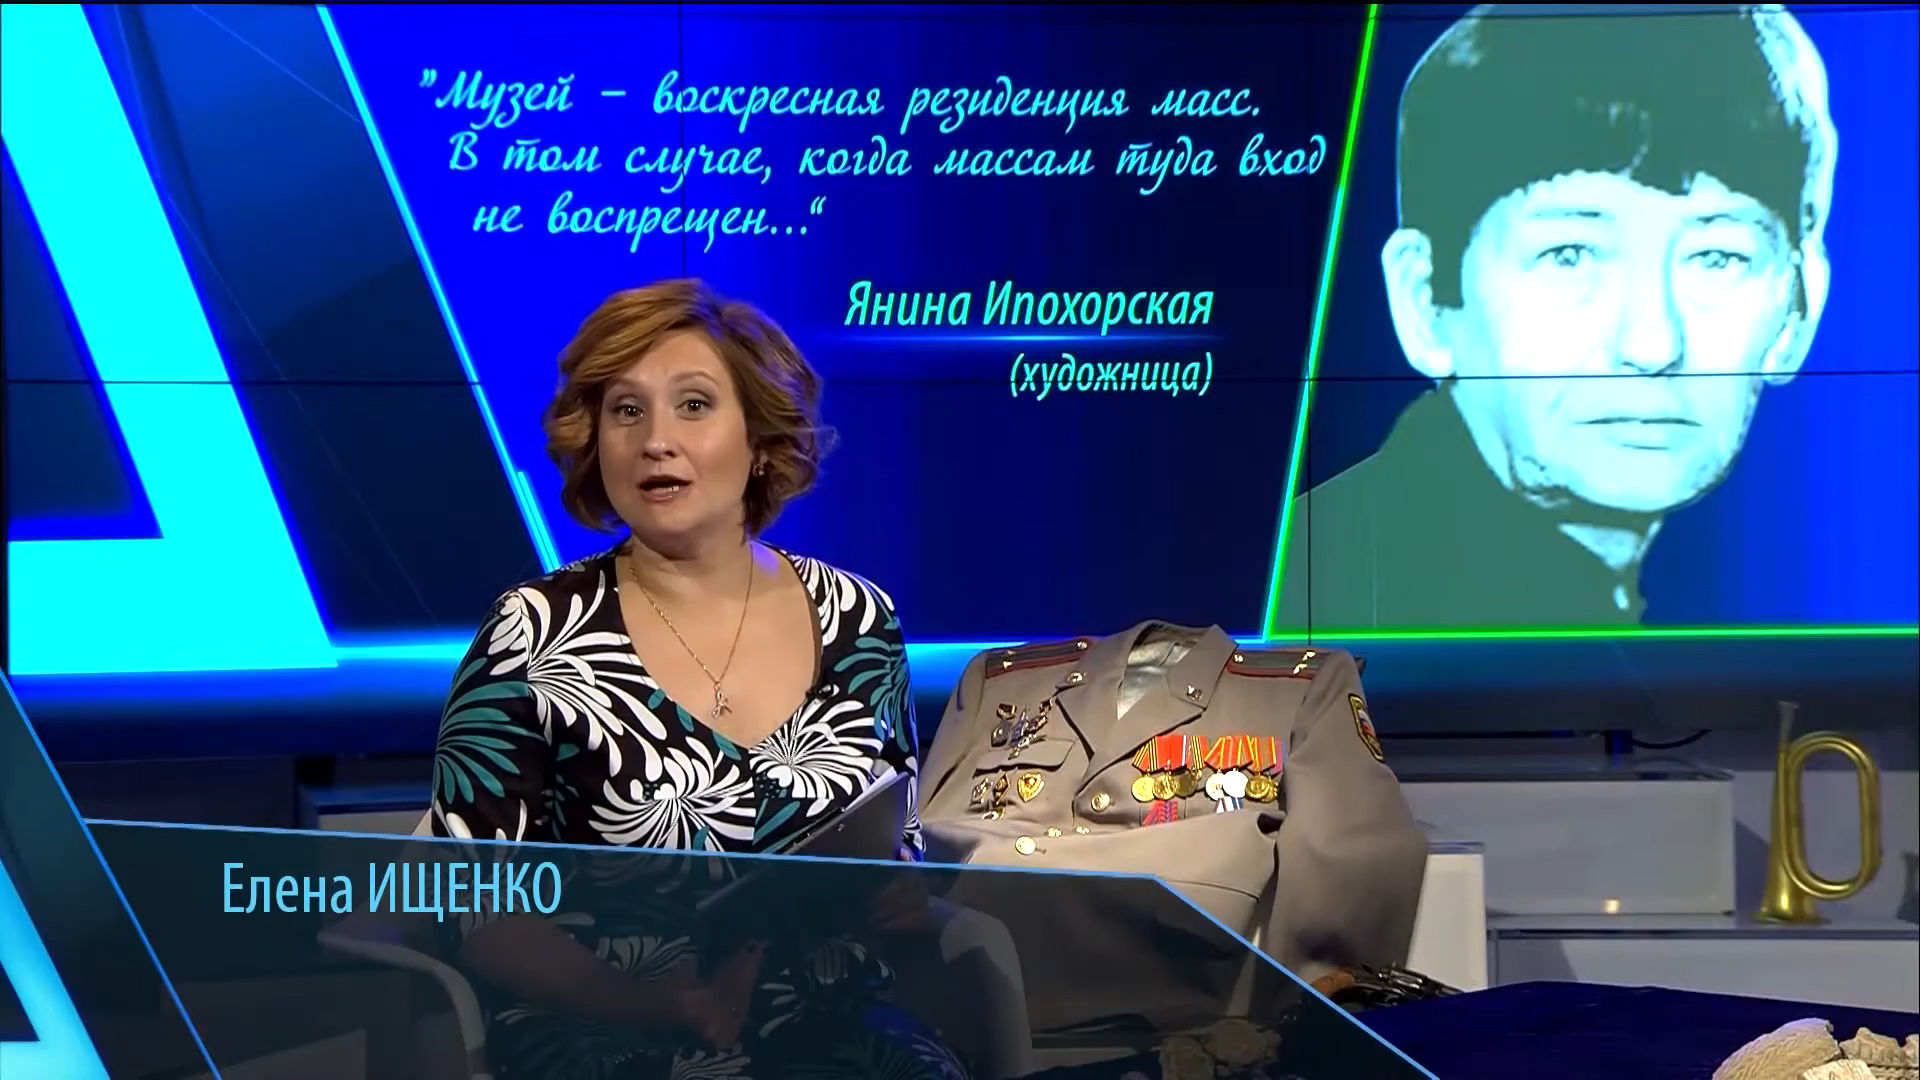 "Музей – воскресная резиденция масс.
В том случае, когда массам туда вход
не воспрещен..."
Янина Ипохорская
(художница)
Елена ИЩЕНКО